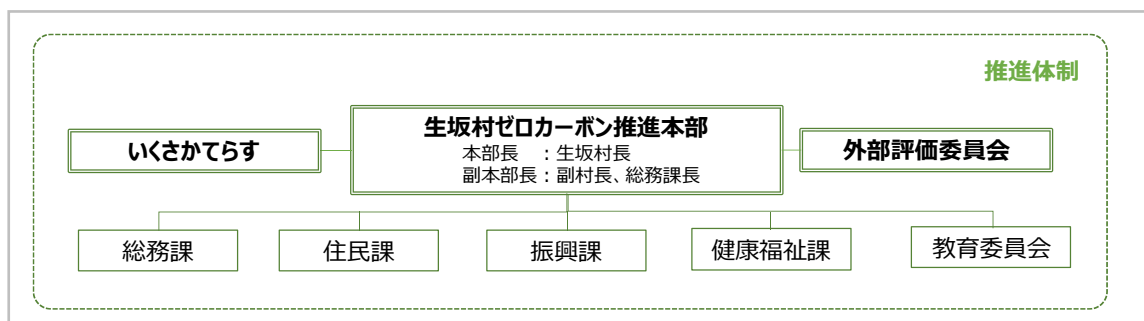 推進体制
生坂村ゼロカーボン推進本部
本部長　：生坂村長
副本部長：副村長、総務課長
いくさかてらす
外部評価委員会
総務課
住民課
振興課
健康福祉課
教育委員会